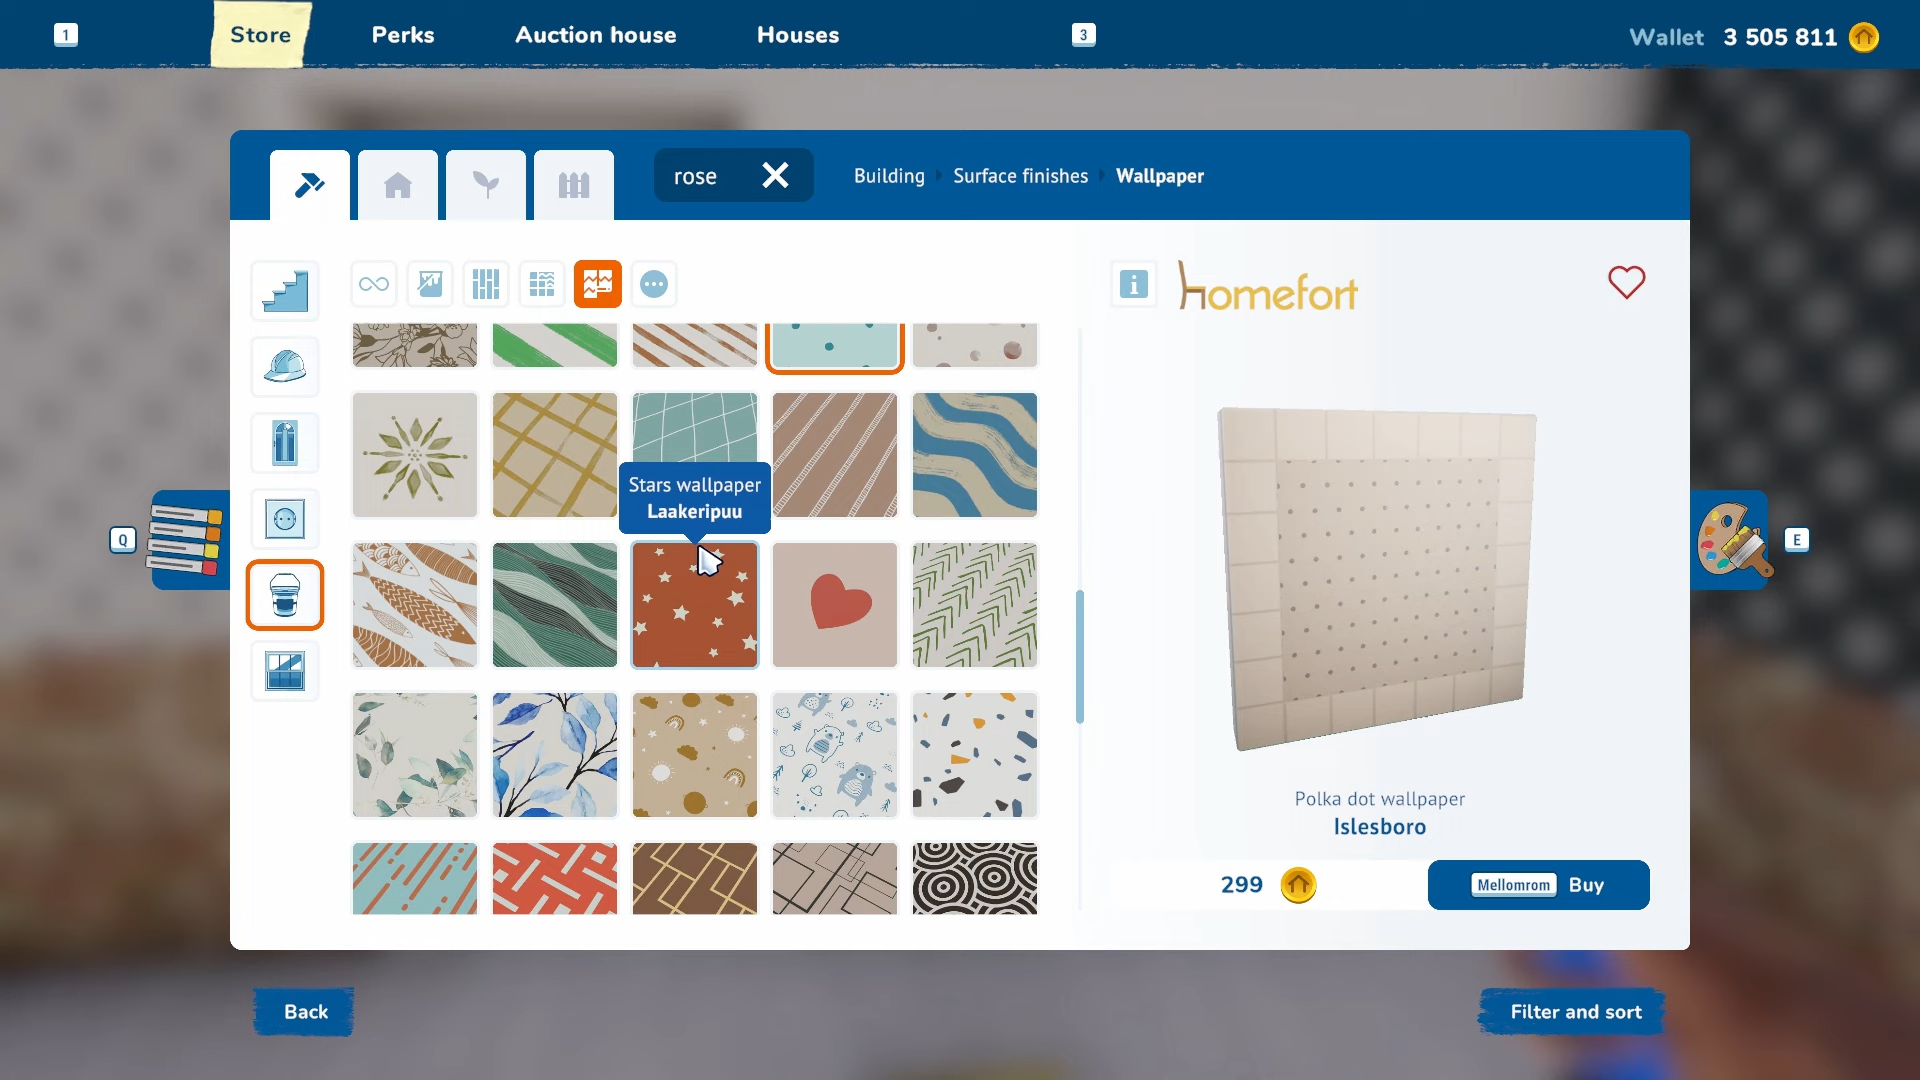 1
Store
Perks
Auction house
Houses
3
Wallet 3 505 811
rose
Building
Surface finishes
Wallpaper
i
homefort
Stars wallpaper
Laakeripuu
Q
E
Polka dot wallpaper
Islesboro
299
Mellomrom Buy
Back
Filter and sort